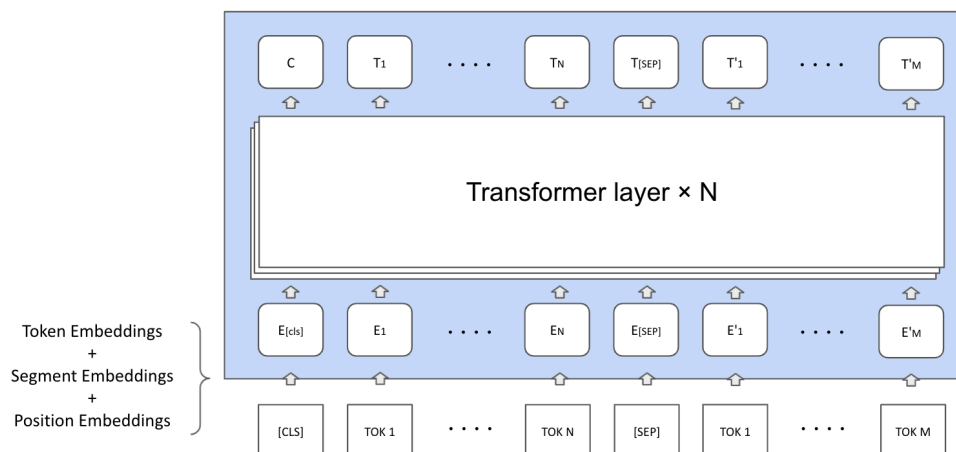 C T1 . . . . TN T[SEP] T'1 . . . . T'M
Transformer layer × N
E[cls] E1 . . . . EN E[SEP] E'1 . . . . E'M
Token Embeddings
+
Segment Embeddings
+
Position Embeddings
[CLS] TOK 1 . . . . TOK N [SEP] TOK 1 . . . . TOK M